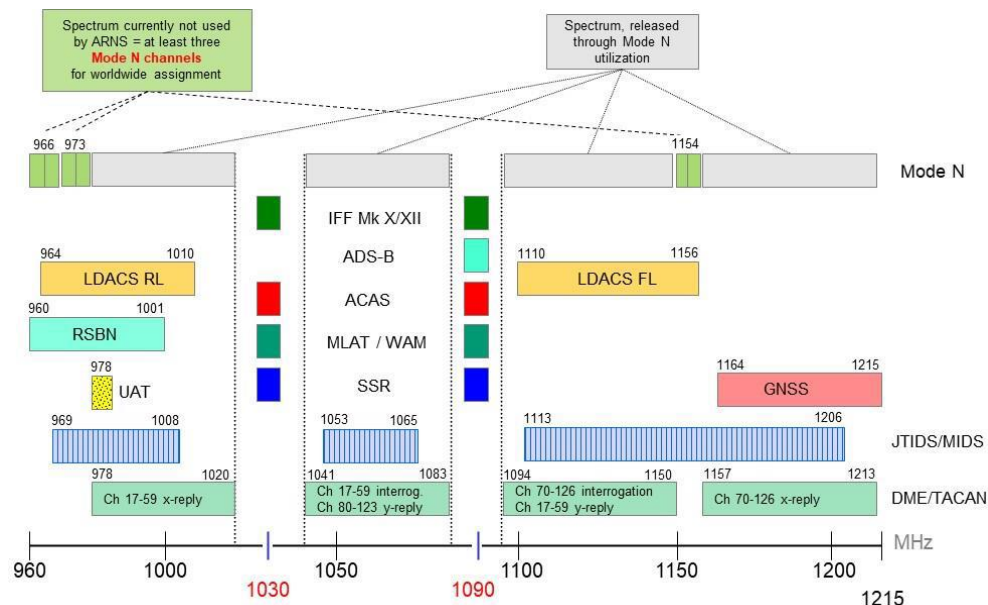 Spectrum currently not used
by ARNS = at least three
Mode N channels
for worldwide assignment
Spectrum, released
through Mode N
utilization
966 973 1154
Mode N
IFF Mk X/XII
ADS-B
964 1010 1110 1156
LDACS RL LDACS FL
ACAS
960 1001
RSBN
MLAT / WAM
978
UAT
SSR
1164 1215
GNSS
969 1008 1053 1065 1113 1206
JTIDS/MIDS
978 1020 1041 1083 1094 1150 1157 1213
Ch 17-59 x-reply
Ch 17-59 interrog.
Ch 80-123 y-reply
Ch 70-126 interrogation
Ch 17-59 y-reply
Ch 70-126 x-reply
DME/TACAN
MHz
960 1000 1030 1050 1090 1100 1150 1200
1215